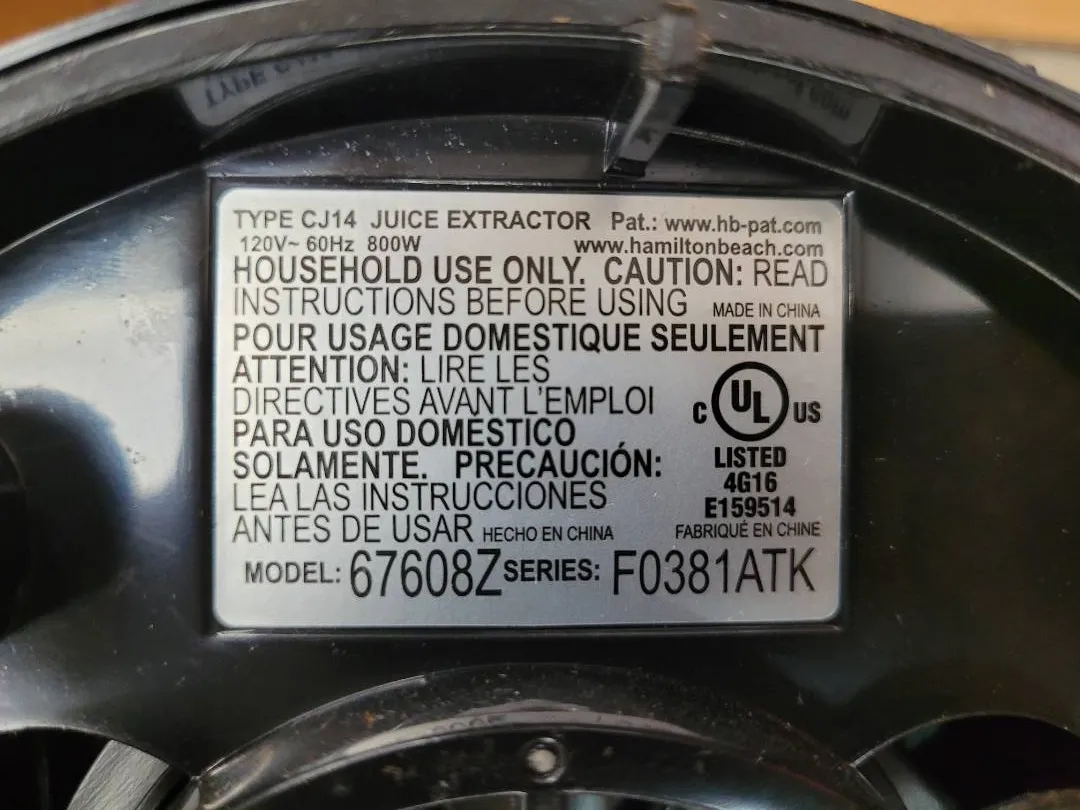 TYPE CJ14 JUICE EXTRACTOR Pat.: www.hb-pat.com
120V~ 60Hz 800W www.hamiltonbeach.com
HOUSEHOLD USE ONLY. CAUTION: READ
INSTRUCTIONS BEFORE USING MADE IN CHINA
POUR USAGE DOMESTIQUE SEULEMENT
ATTENTION: LIRE LES
DIRECTIVES AVANT L'EMPLOI
C UL US
PARA USO DOMÉSTICO
SOLAMENTE. PRECAUCIÓN:
LISTED
4G16
E159514
LEA LAS INSTRUCCIONES
ANTES DE USAR HECHO EN CHINA FABRIQUÉ EN CHINE
MODEL: 67608Z SERIES: F0381ATK